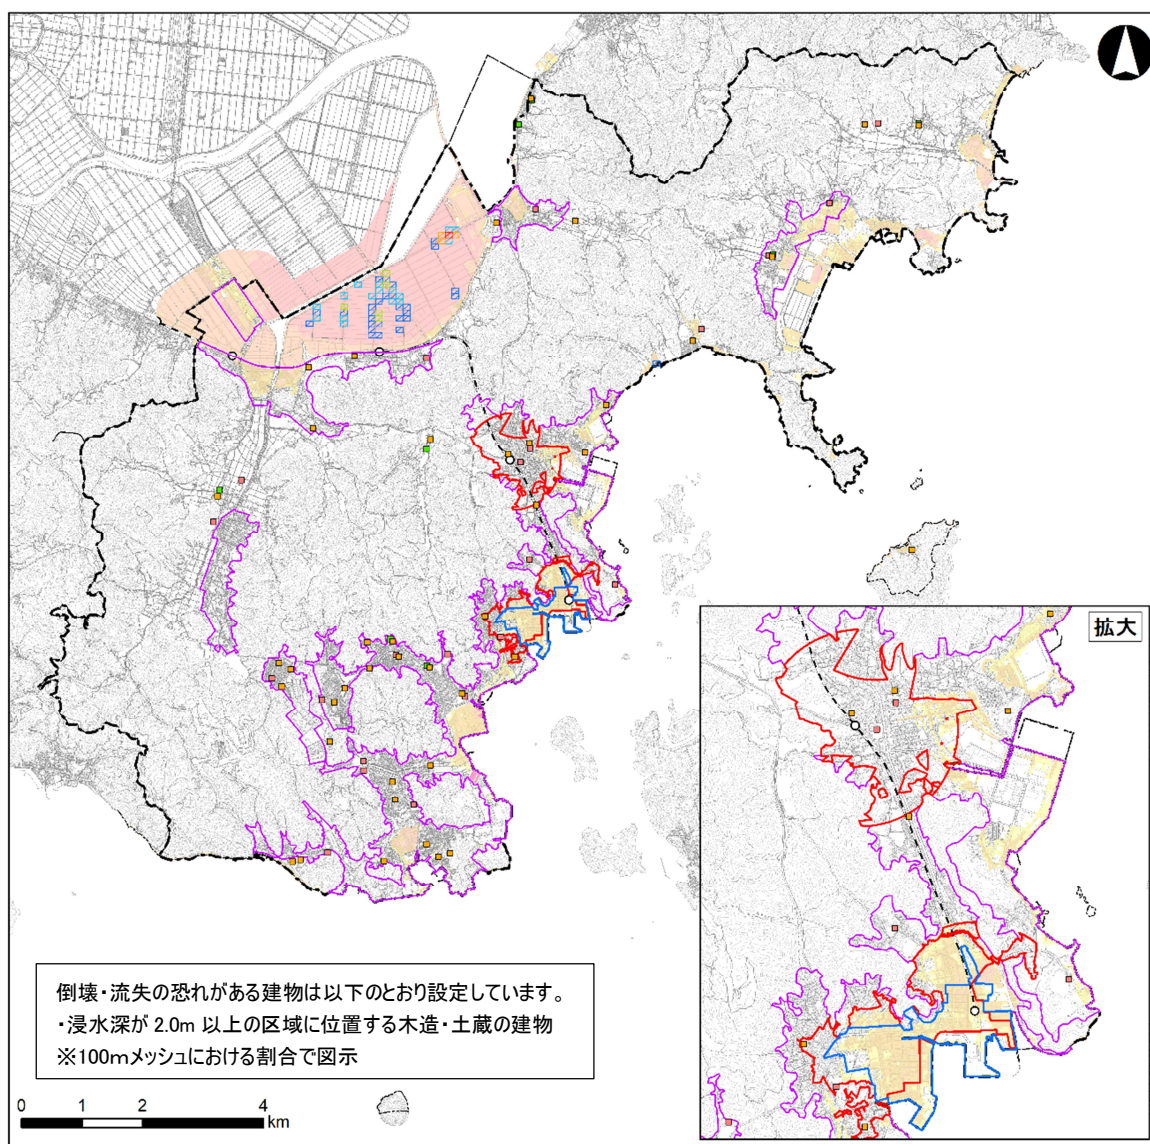 拡大
倒壊・流失の恐れがある建物は以下のとおり設定しています。
・浸水深が 2.0m 以上の区域に位置する木造・土蔵の建物
※100mメッシュにおける割合で図示
0 1 2 4
km